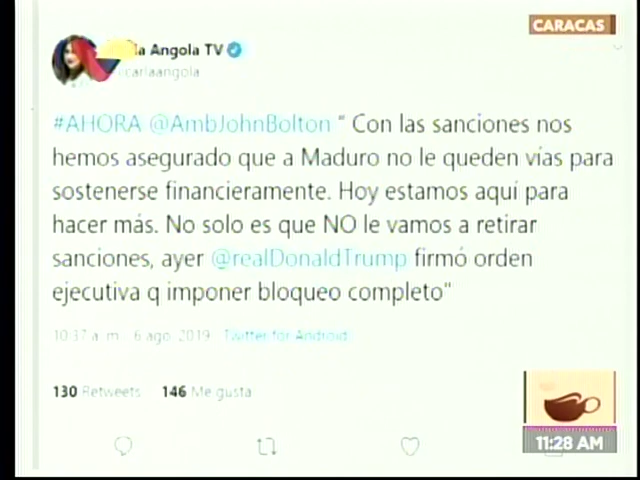 CARACAS
la Angola TV
carlaangola
#AHORA @AmbJohnBolton " Con las sanciones nos
hemos asegurado que a Maduro no le queden vías para
sostenerse financieramente. Hoy estamos aquí para
hacer más. No solo es que NO le vamos a retirar
sanciones, ayer @realDonaldTrump firmó orden
ejecutiva q imponer bloqueo completo"
10:37 a. m. · 6 ago. 2019 · Twitter for Android
130 Retweets 146 Me gusta
11:28 AM